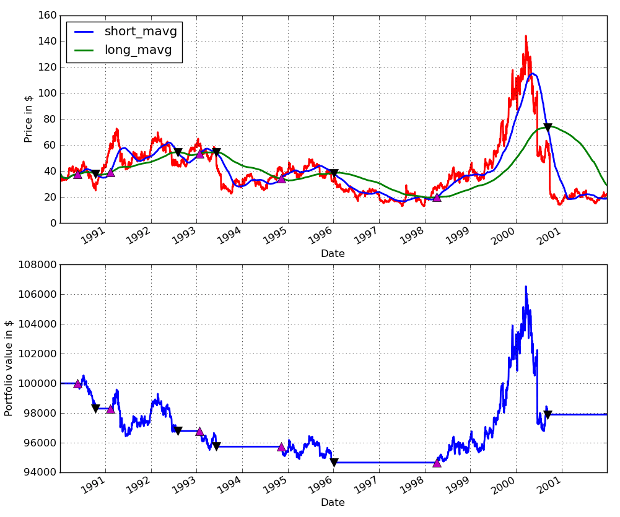 160
140
120
100
80
60
40
20
0
Price in $
short_mavg
long_mavg
1991 1992 1993 1994 1995 1996 1997 1998 1999 2000 2001
Date
108000
106000
104000
102000
100000
98000
96000
94000
Portfolio value in $
1991 1992 1993 1994 1995 1996 1997 1998 1999 2000 2001
Date